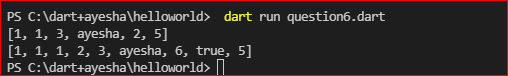 PS C:\dart+ayesha\helloworld> dart run question6.dart
[1, 1, 3, ayesha, 2, 5]
[1, 1, 1, 2, 3, ayesha, 6, true, 5]
PS C:\dart+ayesha\helloworld>